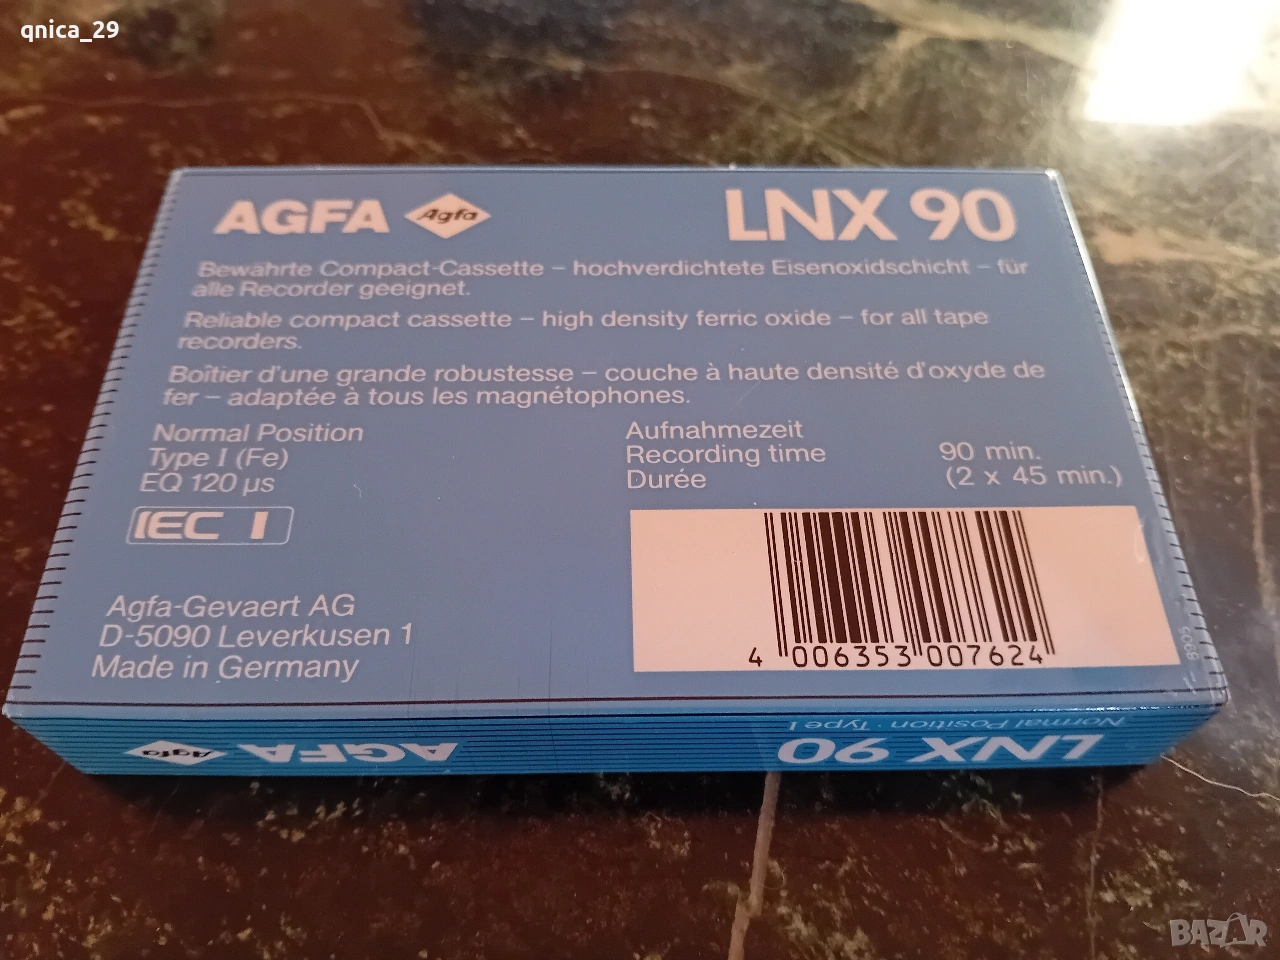 qnica_29
AGFA Agfa LNX 90
Bewährte Compact-Cassette – hochverdichtete Eisenoxidschicht – für
alle Recorder geeignet.
Reliable compact cassette – high density ferric oxide – for all tape
recorders.
Boîtier d'une grande robustesse – couche à haute densité d'oxyde de
fer – adaptée à tous les magnétophones.
Normal Position
Type I (Fe)
EQ 120 µs
IEC I
Aufnahmezeit
Recording time 90 min.
Durée (2 x 45 min.)
Agfa-Gevaert AG
D-5090 Leverkusen 1
Made in Germany
4 006353 007624
Normal Position · Type I
LNX 90 AGFA Agfa
BAZAR